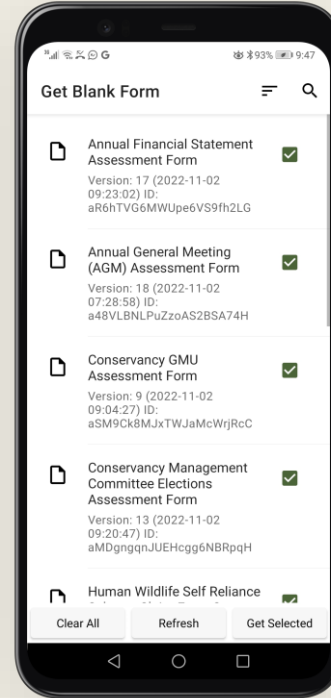 93% 9:47
Get Blank Form
Annual Financial Statement
Assessment Form
Version: 17 (2022-11-02
09:23:02) ID:
aR6hTVG6MWUpe6VS9fh2LG
Annual General Meeting
(AGM) Assessment Form
Version: 18 (2022-11-02
07:28:58) ID:
a48VLBNLPuZzoAS2BSA74H
Conservancy GMU
Assessment Form
Version: 9 (2022-11-02
09:04:27) ID:
aSM9Ck8MJxTWJaMcWrjRcC
Conservancy Management
Committee Elections
Assessment Form
Version: 13 (2022-11-02
09:20:47) ID:
aMDgngqnJUEHcgg6NBRpqH
Human Wildlife Self Reliance
Clear All Refresh Get Selected